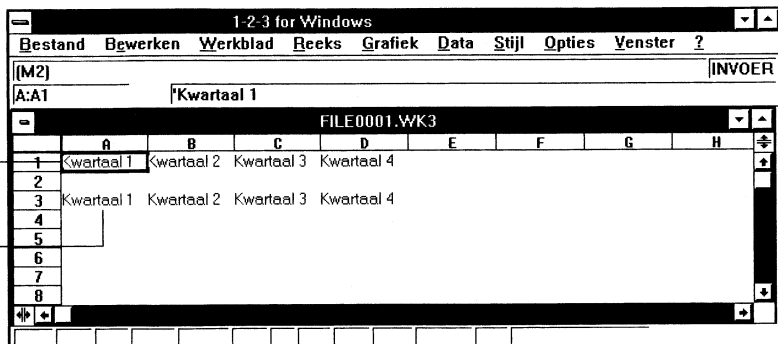 1-2-3 for Windows
Bestand Bewerken Werkblad Reeks Grafiek Data Stijl Opties Venster ?
(M2) INVOER
A:A1 'Kwartaal 1
FILE0001.WK3
A B C D E F G H
1 Kwartaal 1 Kwartaal 2 Kwartaal 3 Kwartaal 4
2
3 Kwartaal 1 Kwartaal 2 Kwartaal 3 Kwartaal 4
4
5
6
7
8